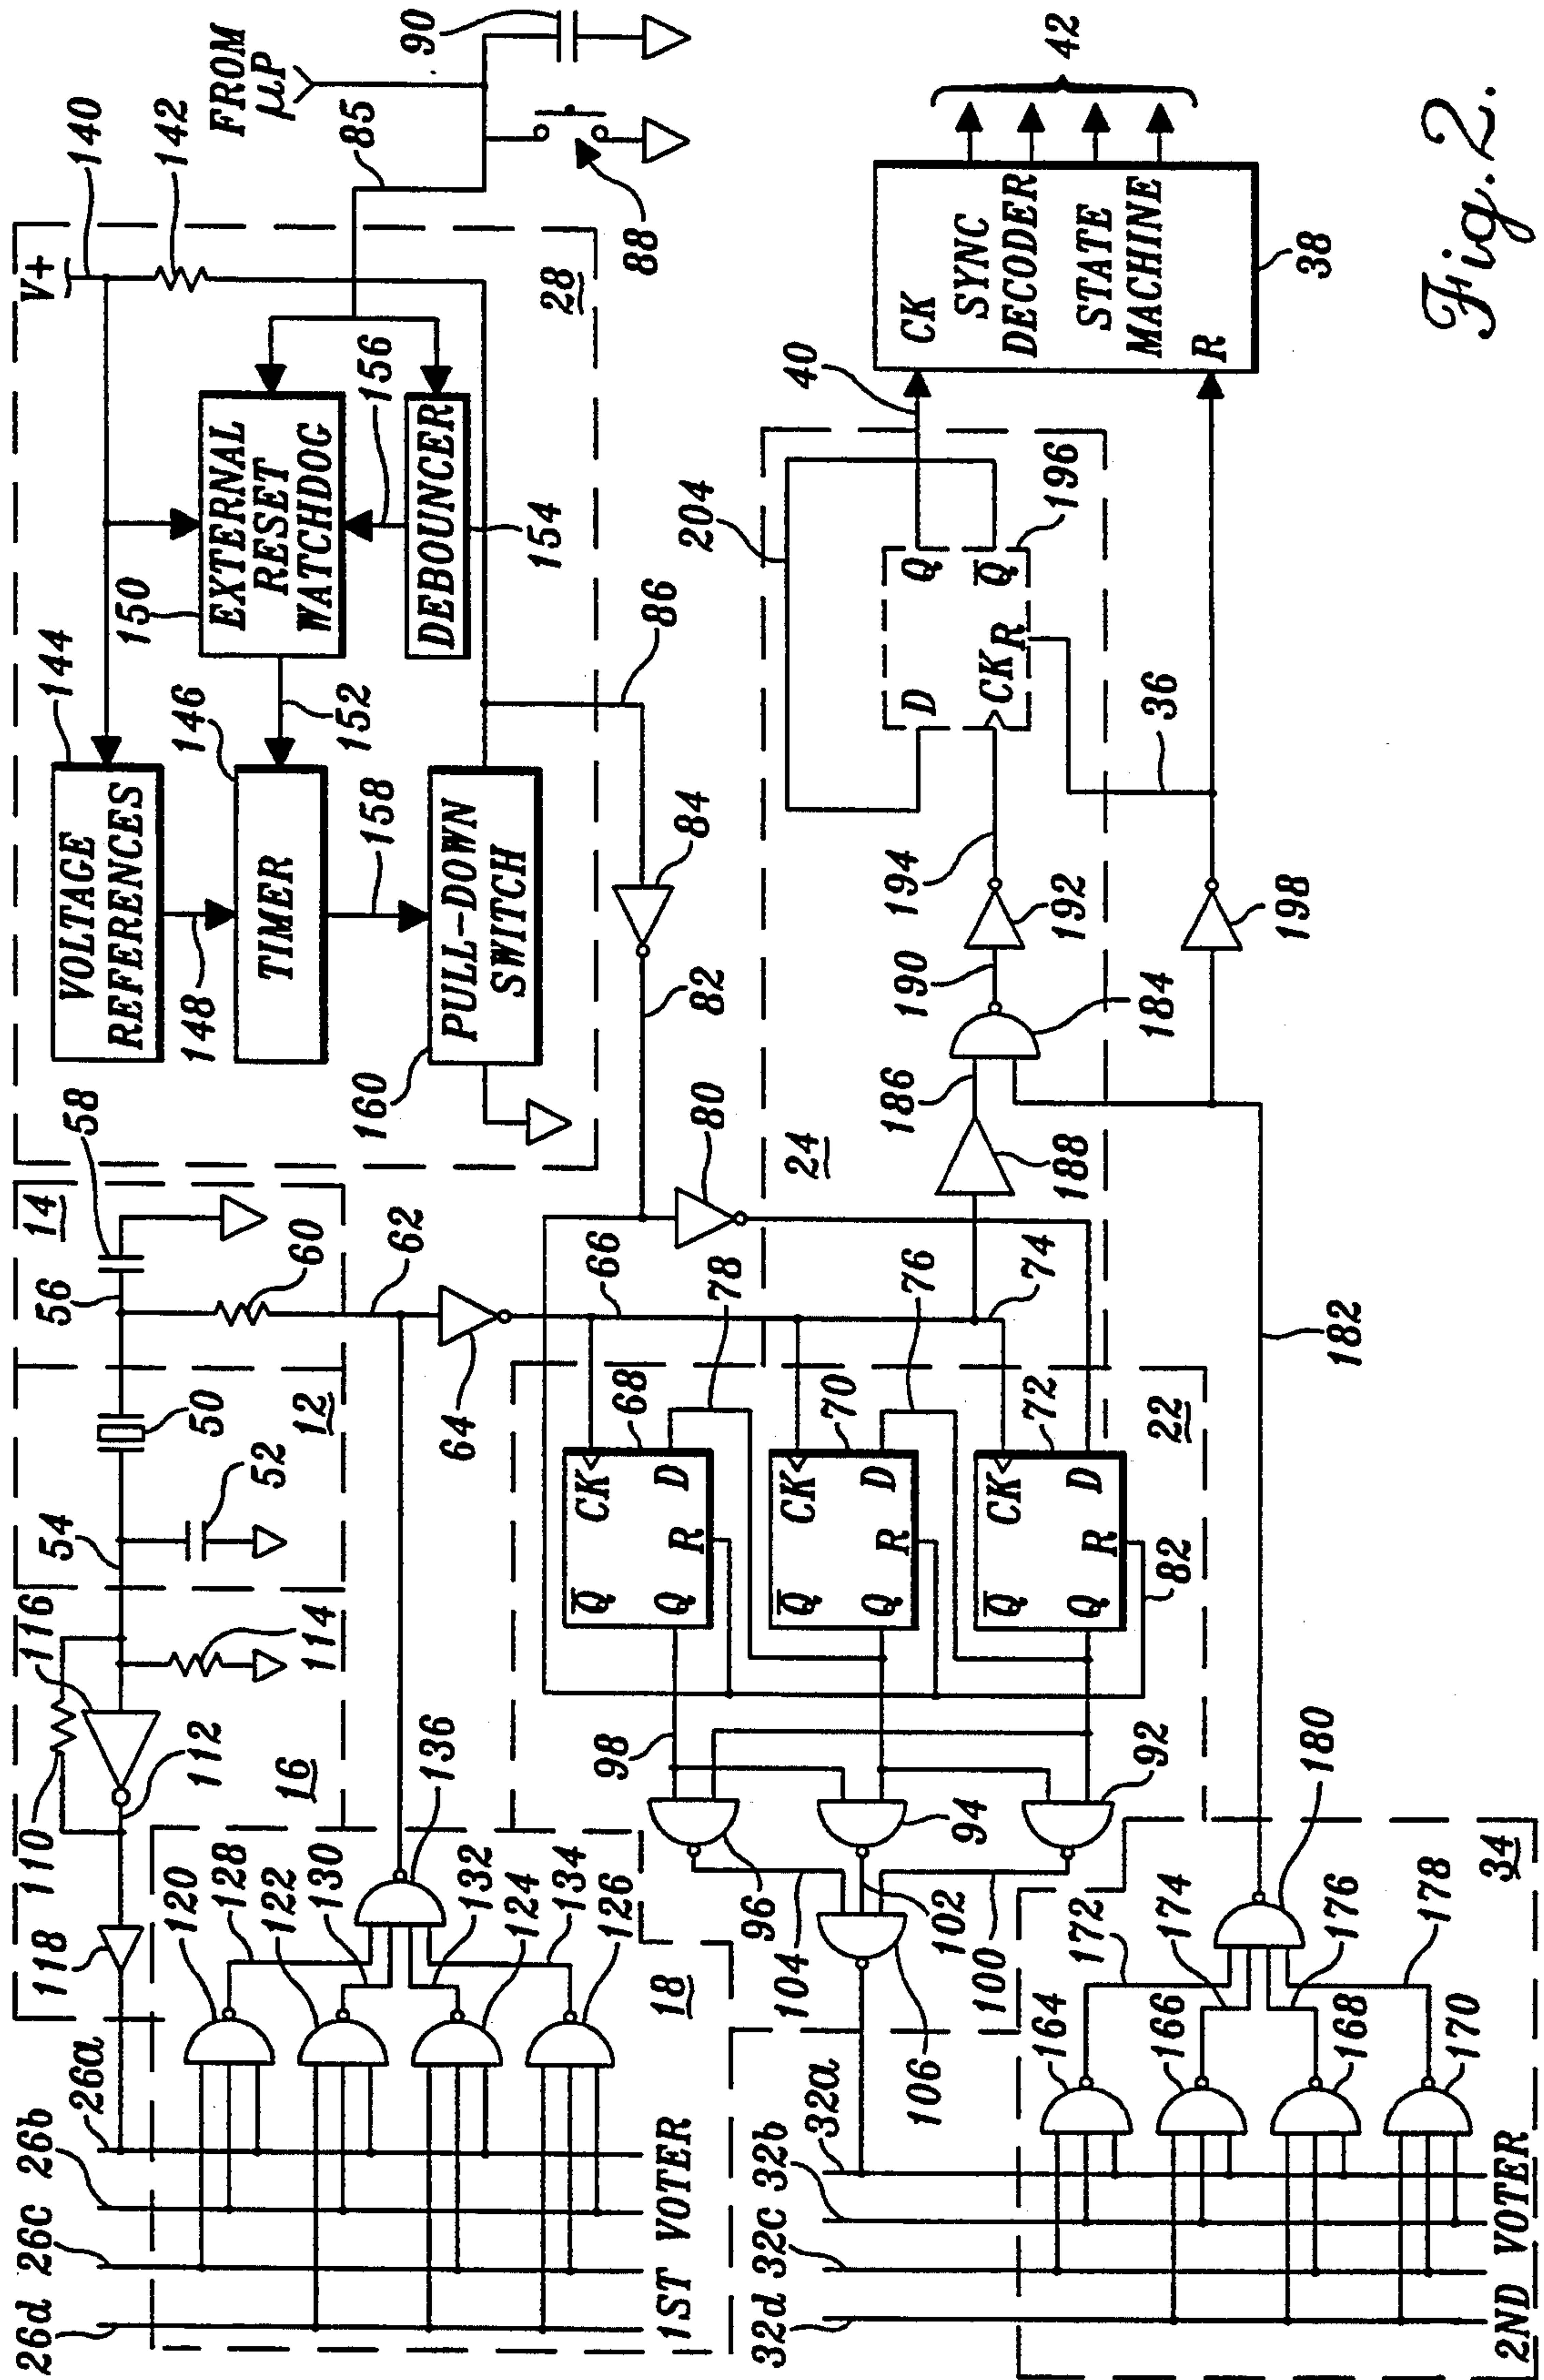 26d 26c 26b 26a
118
110
116
112
16
114
54
52
12
50
56
58
14
60
62
64
120
128
122
130
132
124
134
126
136
18
1ST VOTER
VOLTAGE
REFERENCES
144
148
146
TIMER
152
158
160
PULL-DOWN
SWITCH
150
EXTERNAL
RESET
WATCHDOG
156
DEBOUNCER
154
V+
140
142
28
85
FROM
µP
90
88
86
84
82
80
66
78
76
74
68
CK
D
R
Q̅
Q
70
CK
D
R
Q̅
Q
72
CK
D
R
Q̅
Q
82
22
98
96
94
92
104
102
100
106
32d 32c 32b 32a
164
172
166
174
168
176
170
178
180
34
2ND VOTER
182
24
188
186
184
190
192
194
198
204
D
Q
CK
R
Q̅
196
36
40
CK
SYNC
DECODER
STATE
MACHINE
R
38
42
Fig.2.